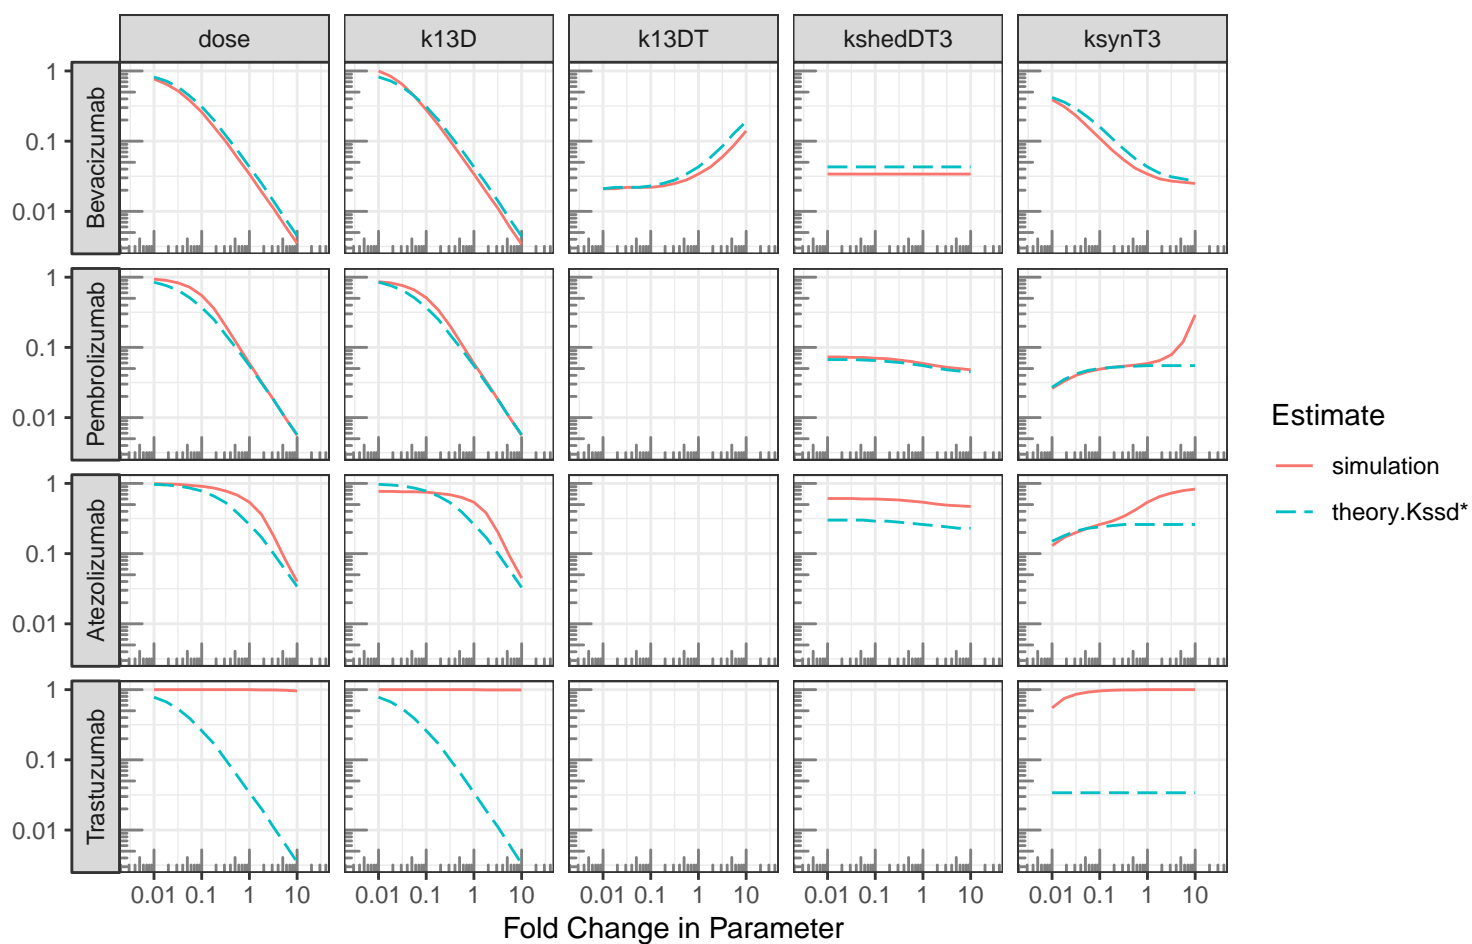 dose k13D k13DT kshedDT3 ksynT3
Bevacizumab
1
0.1
0.01
Pembrolizumab
1
0.1
0.01
Atezolizumab
1
0.1
0.01
Trastuzumab
1
0.1
0.01
0.01 0.1 1 10 0.01 0.1 1 10 0.01 0.1 1 10 0.01 0.1 1 10 0.01 0.1 1 10
Fold Change in Parameter
Estimate
simulation
theory.Kssd*